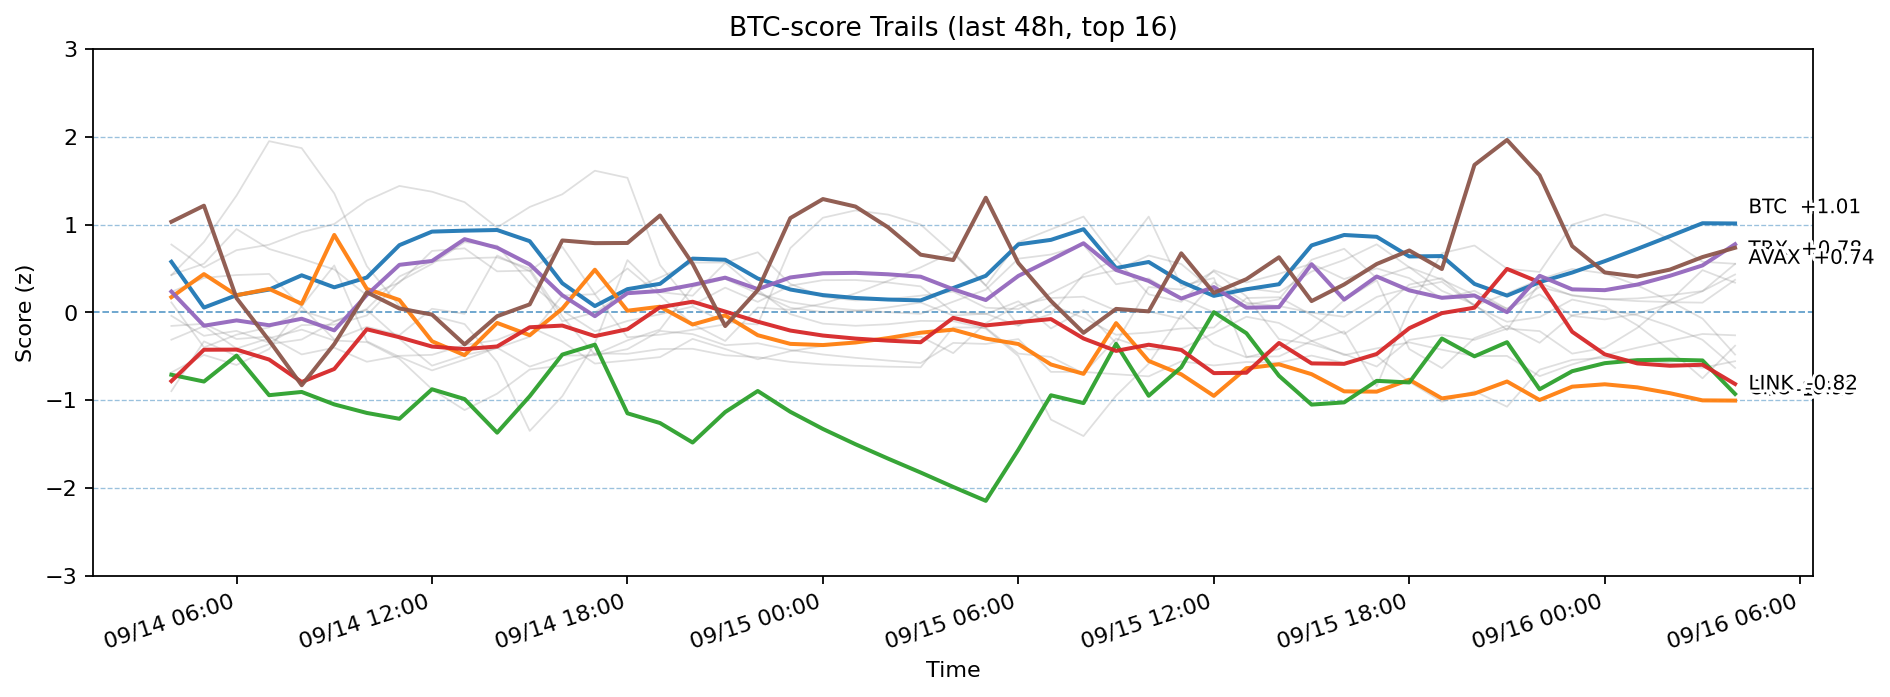 BTC-score Trails (last 48h, top 16)
3
2
1
0
−1
−2
−3
Score (z)
BTC +1.01
AVAX +0.74
LINK -0.82
09/14 06:00
09/14 12:00
09/14 18:00
09/15 00:00
09/15 06:00
09/15 12:00
09/15 18:00
09/16 00:00
09/16 06:00
Time